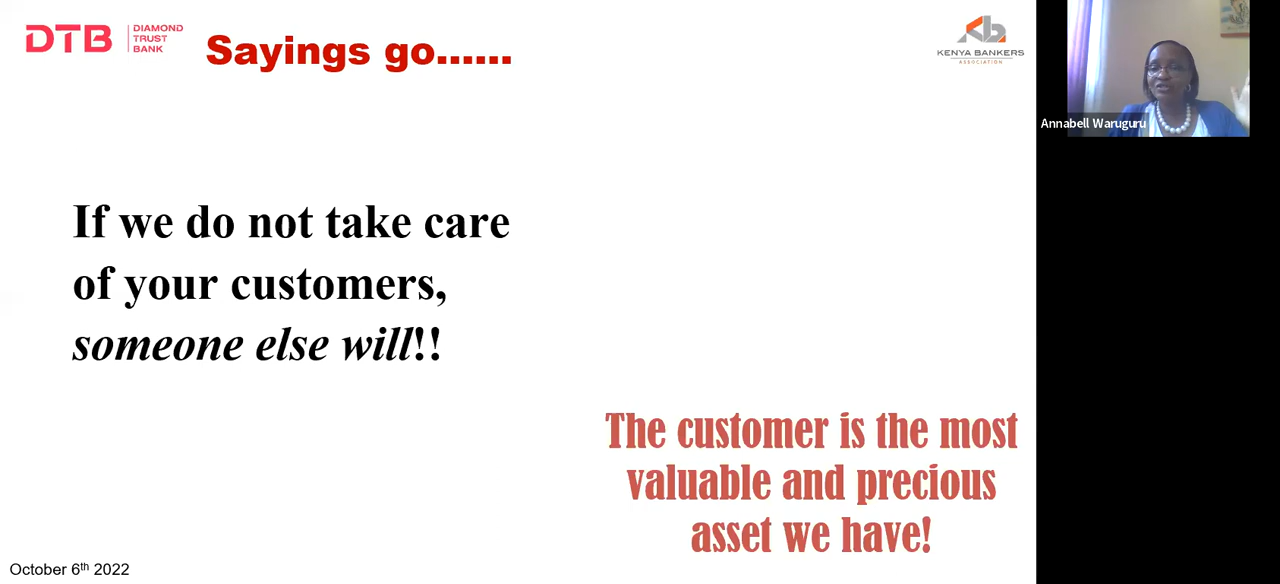 DTB
DIAMOND
TRUST
BANK
Sayings go......
KENYA BANKERS
ASSOCIATION
Annabell Waruguru
If we do not take care
of your customers,
someone else will!!
The customer is the most
valuable and precious
asset we have!
October 6th 2022